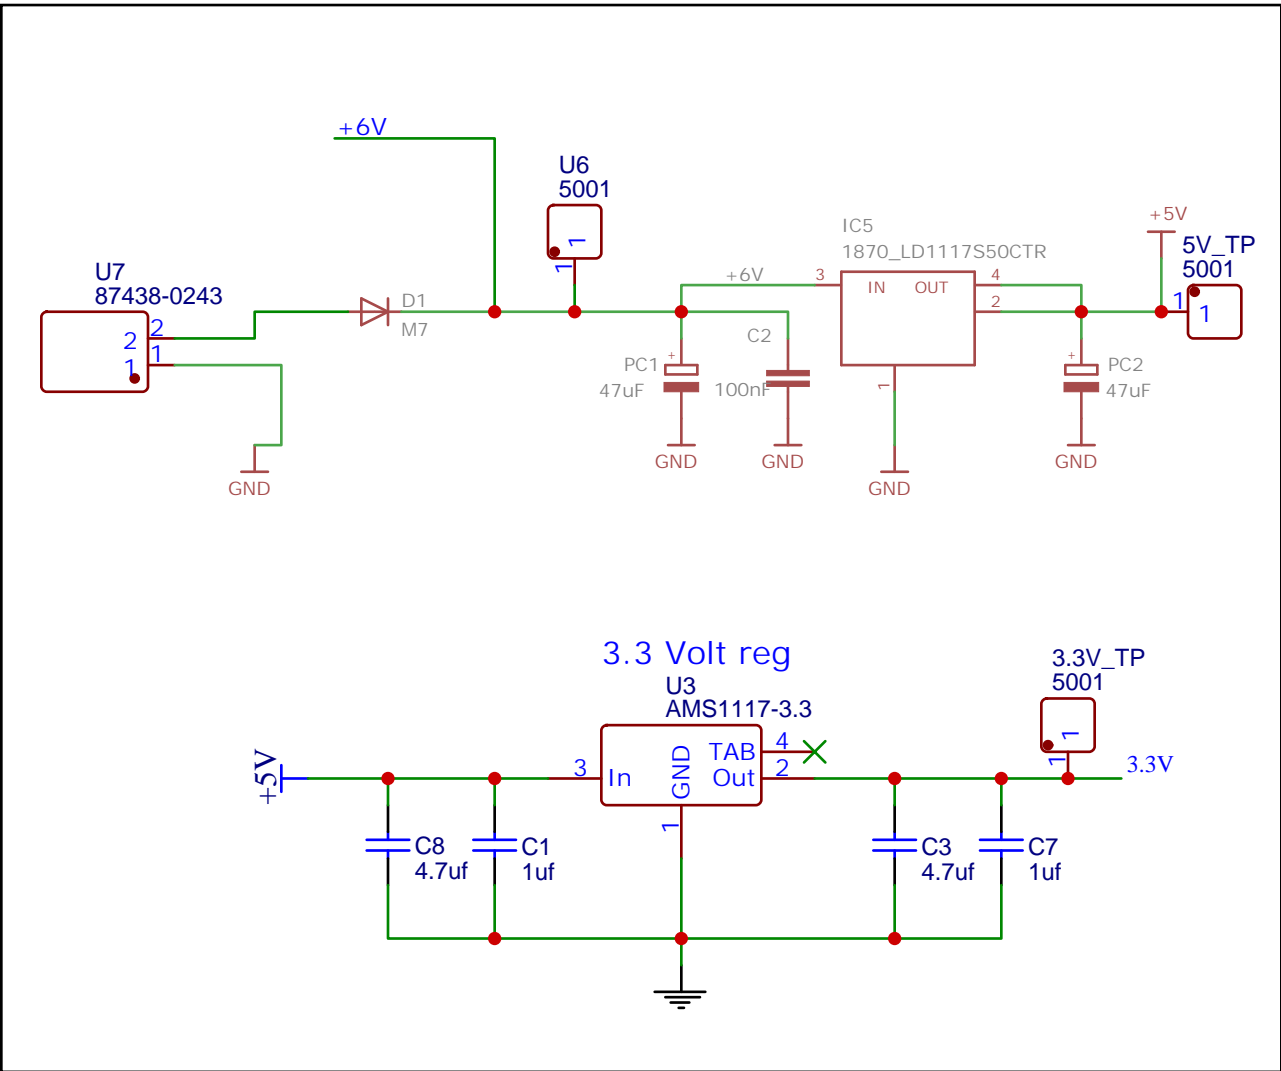 +6V
U6
5001
1
1
U7
87438-0243
2
2
1
1
GND
D1
M7
+6V
PC1
47uF
+
GND
C2
100nF
GND
IC5
1870_LD1117S50CTR
3
IN
OUT
4
2
1
GND
+5V
5V_TP
5001
1
1
+
PC2
47uF
GND
3.3 Volt reg
U3
AMS1117-3.3
+5V
3
In
GND
TAB
Out
4
2
1
C8
4.7uf
C1
1uf
C3
4.7uf
C7
1uf
3.3V_TP
5001
1
1
3.3V